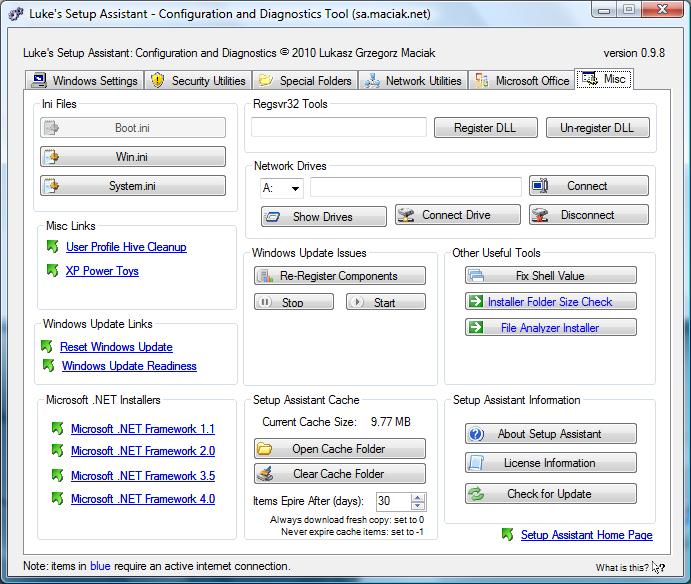 Luke's Setup Assistant - Configuration and Diagnostics Tool (sa.maciak.net)
Luke's Setup Assistant: Configuration and Diagnostics © 2010 Lukasz Grzegorz Maciak
version 0.9.8
Windows Settings
Security Utilities
Special Folders
Network Utilities
Microsoft Office
Misc
Ini Files
Boot.ini
Win.ini
System.ini
Regsvr32 Tools
Register DLL
Un-register DLL
Network Drives
A:
Connect
Show Drives
Connect Drive
Disconnect
Misc Links
User Profile Hive Cleanup
XP Power Toys
Windows Update Issues
Re-Register Components
Stop
Start
Other Useful Tools
Fix Shell Value
Installer Folder Size Check
File Analyzer Installer
Windows Update Links
Reset Windows Update
Windows Update Readiness
Microsoft .NET Installers
Microsoft .NET Framework 1.1
Microsoft .NET Framework 2.0
Microsoft .NET Framework 3.5
Microsoft .NET Framework 4.0
Setup Assistant Cache
Current Cache Size: 9.77 MB
Open Cache Folder
Clear Cache Folder
Items Epire After (days): 30
Always download fresh copy: set to 0
Never expire cache items: set to -1
Setup Assistant Information
About Setup Assistant
License Information
Check for Update
Setup Assistant Home Page
Note: items in blue require an active internet connection.
What is this? ?